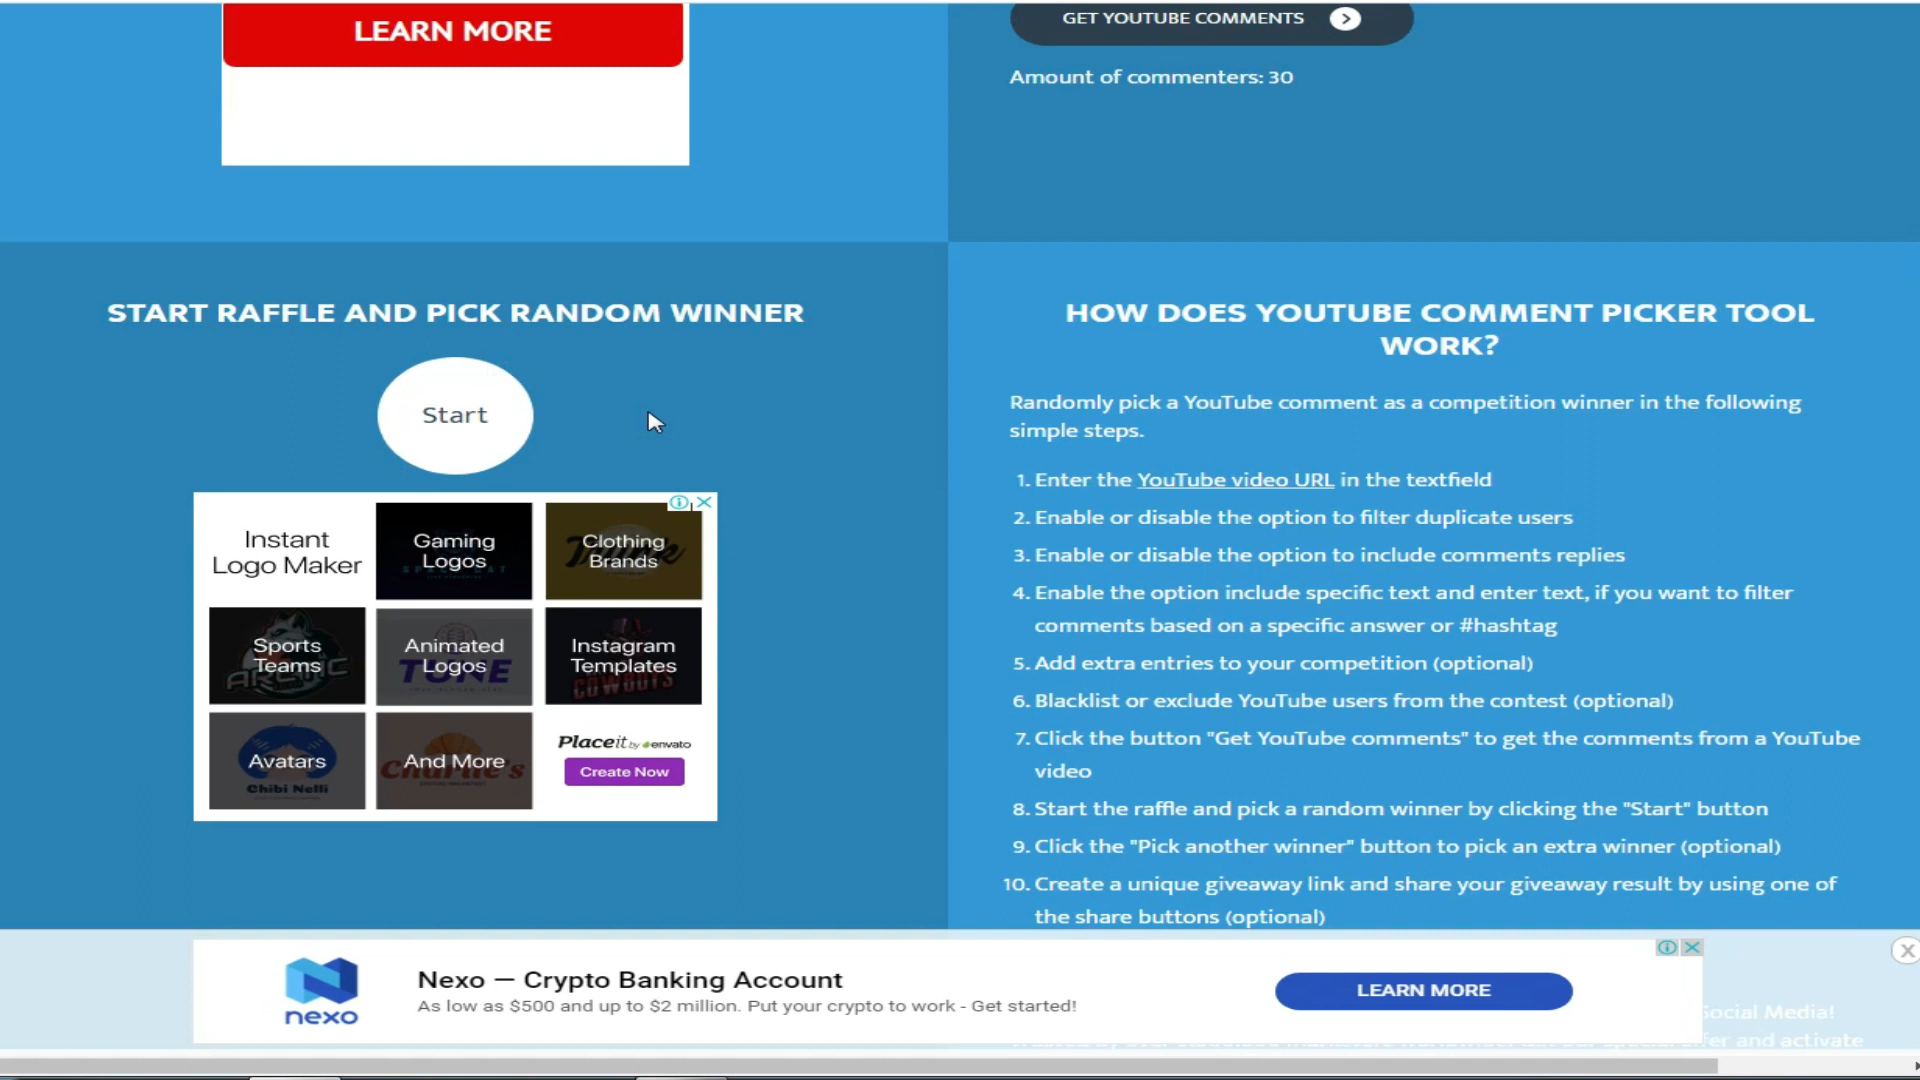 LEARN MORE
GET YOUTUBE COMMENTS
Amount of commenters: 30
START RAFFLE AND PICK RANDOM WINNER
Start
Instant
Logo Maker
Gaming
Logos
Clothing
Brands
Sports
Teams
ARCTIC
Animated
Logos
TUNE
Instagram
Templates
COWBOYS
Avatars
Chibi Nelli
And More
Charlie's
Placeit by envato
Create Now
HOW DOES YOUTUBE COMMENT PICKER TOOL
WORK?
Randomly pick a YouTube comment as a competition winner in the following
simple steps.
1. Enter the YouTube video URL in the textfield
2. Enable or disable the option to filter duplicate users
3. Enable or disable the option to include comments replies
4. Enable the option include specific text and enter text, if you want to filter
comments based on a specific answer or #hashtag
5. Add extra entries to your competition (optional)
6. Blacklist or exclude YouTube users from the contest (optional)
7. Click the button "Get YouTube comments" to get the comments from a YouTube
video
8. Start the raffle and pick a random winner by clicking the "Start" button
9. Click the "Pick another winner" button to pick an extra winner (optional)
10. Create a unique giveaway link and share your giveaway result by using one of
the share buttons (optional)
nexo
Nexo — Crypto Banking Account
As low as $500 and up to $2 million. Put your crypto to work - Get started!
LEARN MORE
Social Media!
and activate